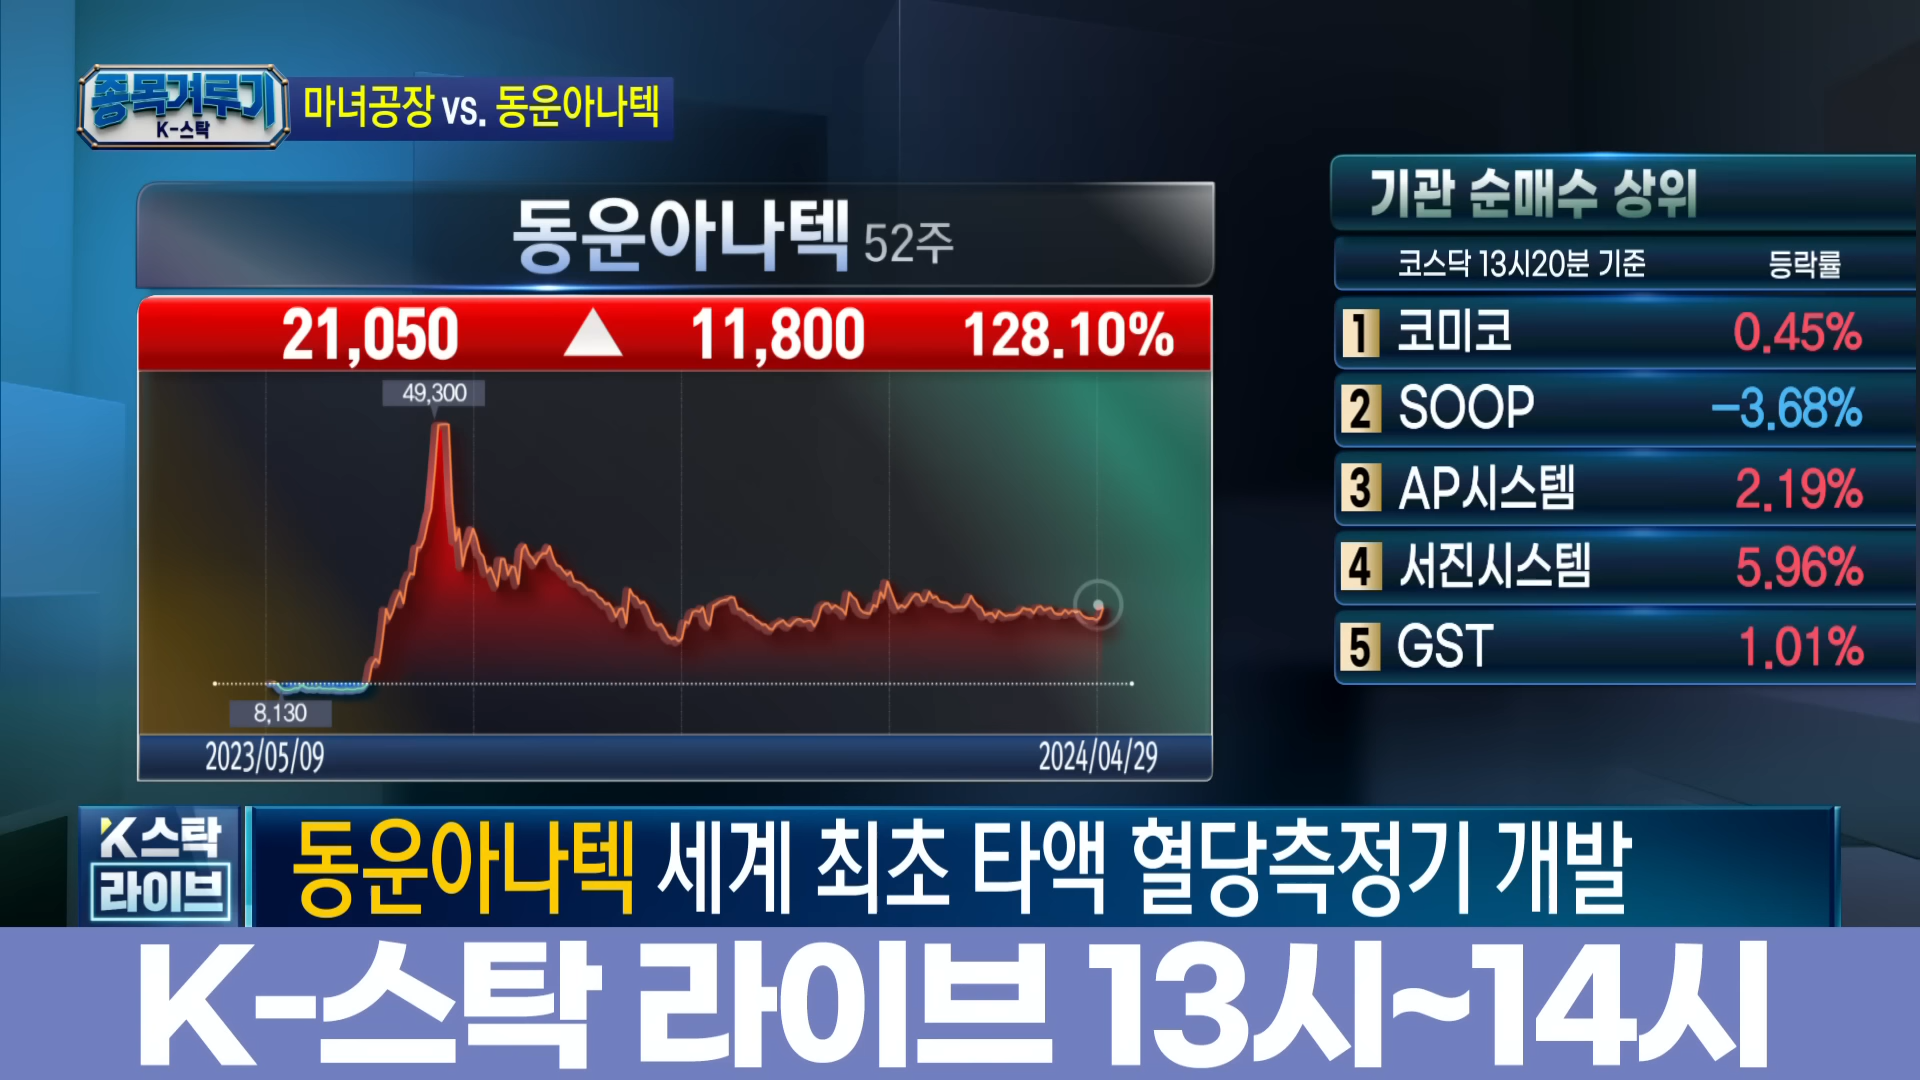 종목겨루기
K-스탁
마녀공장 vs. 동운아나텍
동운아나텍 52주
21,050 ▲ 11,800 128.10%
49,300
8,130
2023/05/09 2024/04/29
기관 순매수 상위
코스닥 13시20분 기준 등락률
1 코미코 0.45%
2 SOOP -3.68%
3 AP시스템 2.19%
4 서진시스템 5.96%
5 GST 1.01%
K스탁
라이브
동운아나텍 세계 최초 타액 혈당측정기 개발
K-스탁 라이브 13시~14시